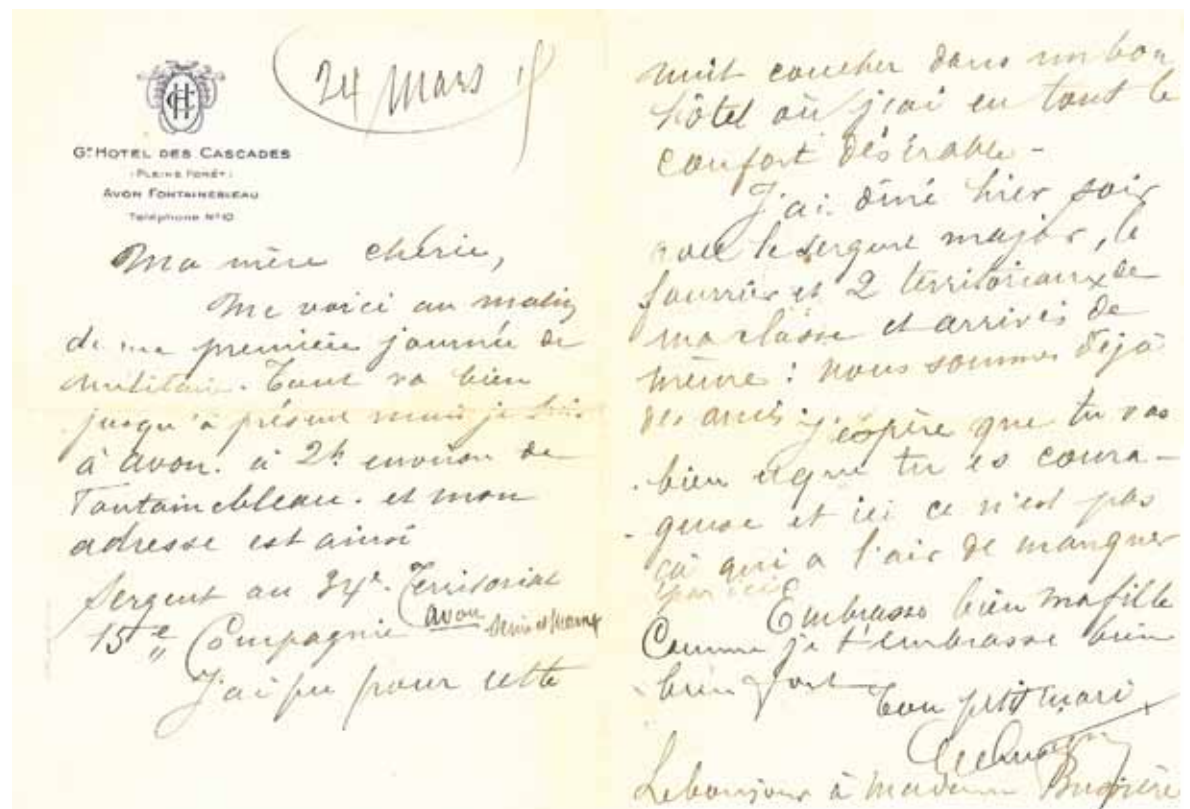 24 Mars 15
GD HOTEL DES CASCADES
(PLEINE FORÊT)
AVON FONTAINEBLEAU
Téléphone N° 10
Ma mère chérie,
Me voici au matin
de ma première journée de
militaire. Tout va bien
jusqu'à présent mais je suis
à Avon. à 2h environ de
Fontainebleau. et mon
adresse est ainsi
Sergent au 34e Territorial
15e Compagnie Avon Seine et Marne
J'ai pu pour cette
nuit coucher dans un bon
hôtel où j'ai eu tout le
confort désirable -
J'ai dîné hier soir
avec le sergent major, le
fourrier et 2 territoriaux de
ma classe et arrivés de
même : nous sommes déjà
des amis. J'espère que tu vas
bien et que tu es coura-
geuse et ici ce n'est pas
ça qui a l'air de manquer
par ici
Embrasse bien ma fille
Comme je t'embrasse bien
bien fort
Ton ptit mari
Le bonjour à madame